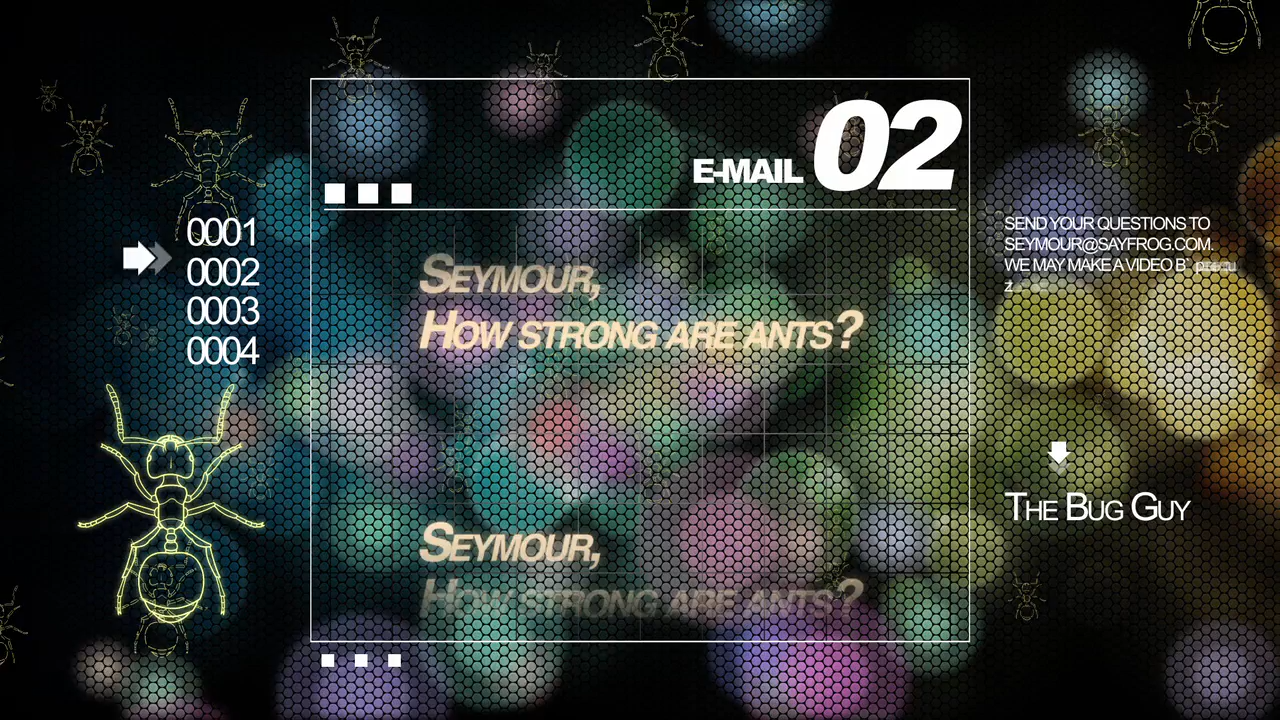 E-MAIL 02
0001
0002
0003
0004
SEYMOUR,
HOW STRONG ARE ANTS?
SEYMOUR,
HOW STRONG ARE ANTS?
SEND YOUR QUESTIONS TO
SEYMOUR@SAYFROG.COM.
WE MAY MAKE A VIDEO
THE BUG GUY